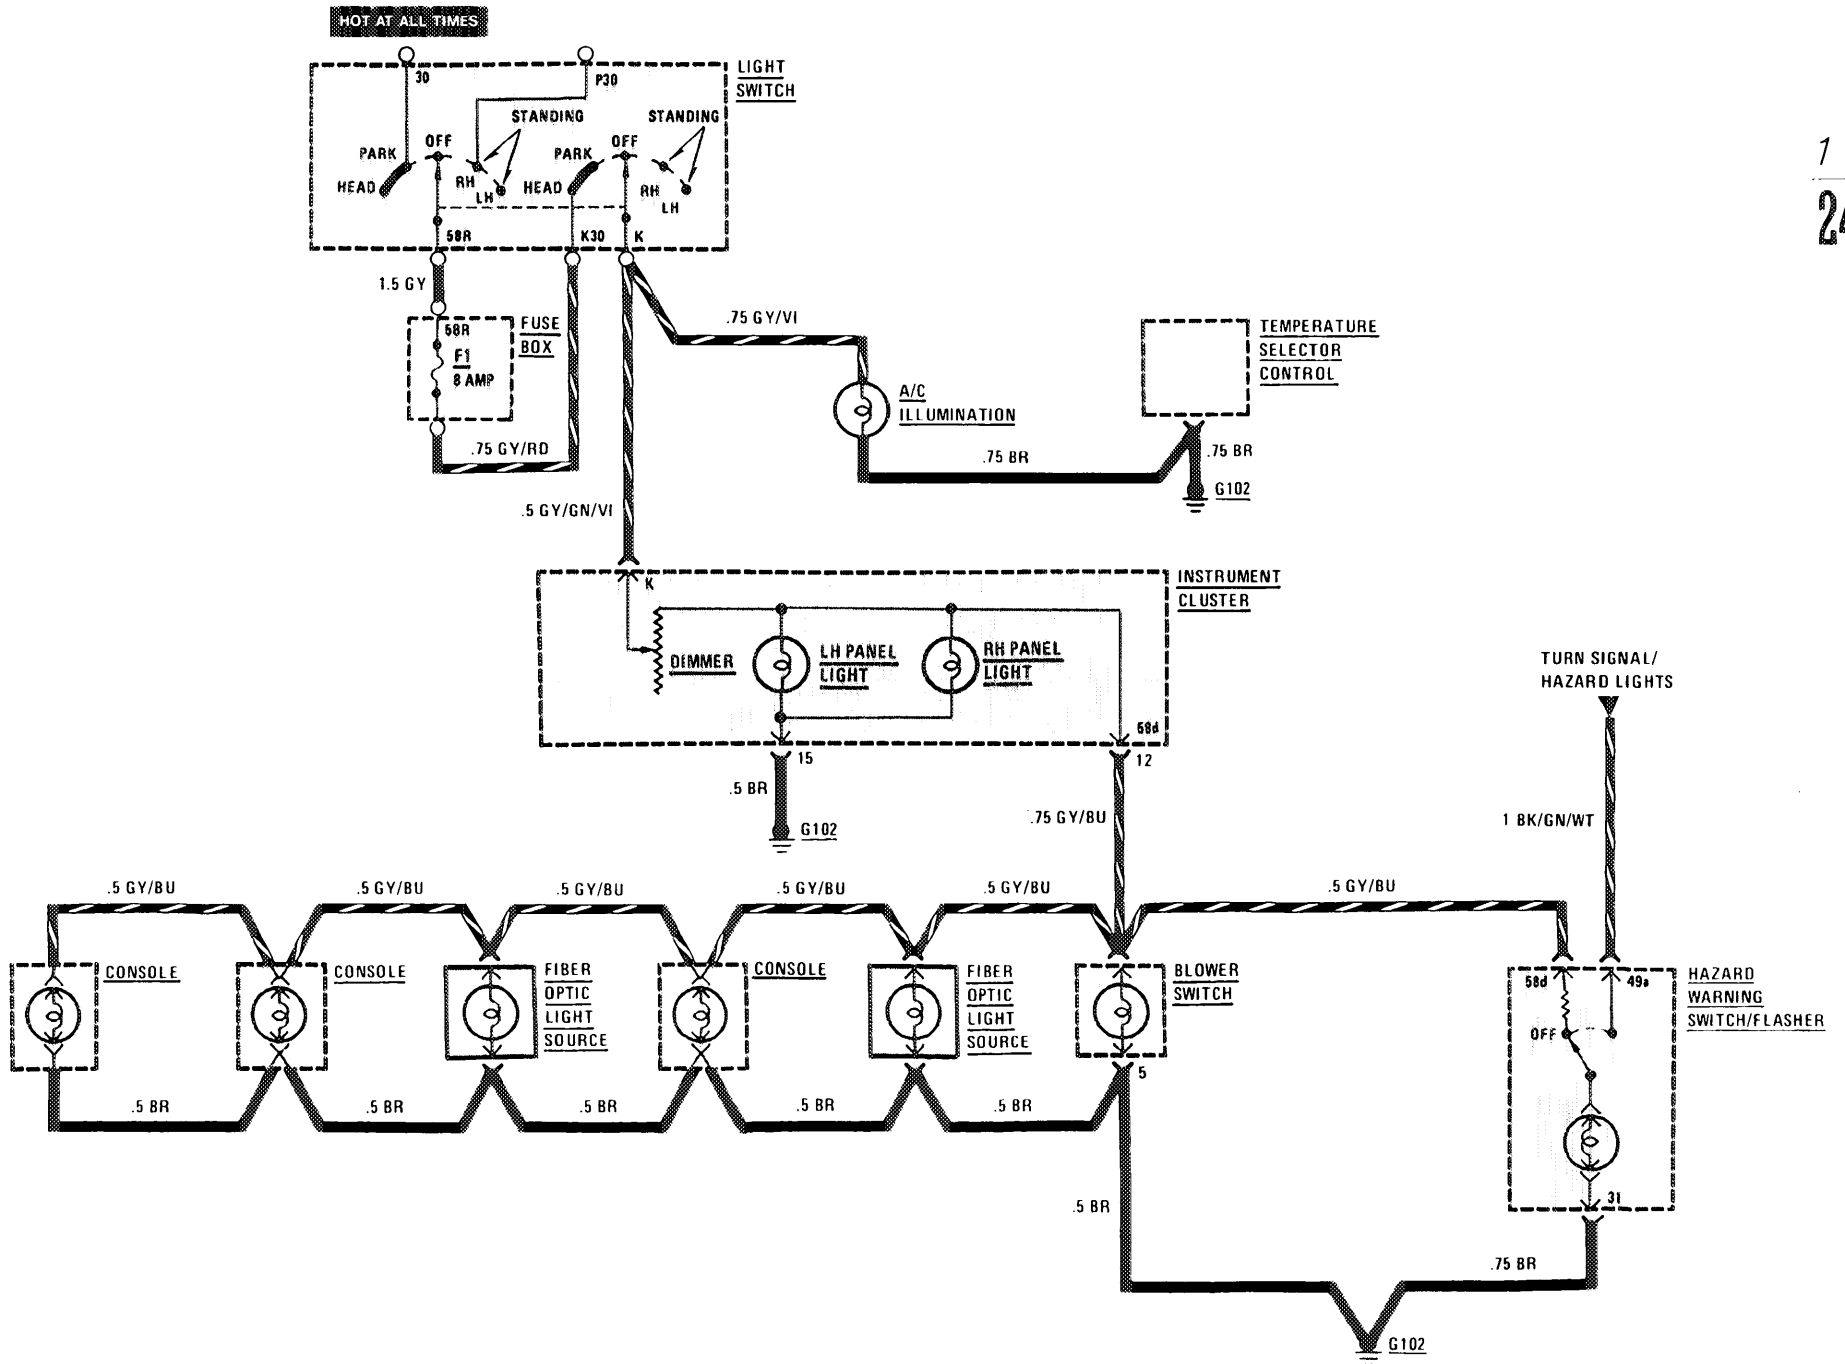 HOT AT ALL TIMES
30
P30
LIGHT
SWITCH
STANDING
STANDING
OFF
OFF
PARK
PARK
HEAD
RH
LH
HEAD
RH
LH
58R
K30
K
1.5 GY
58R
F1
8 AMP
FUSE
BOX
.75 GY/VI
TEMPERATURE
SELECTOR
CONTROL
A/C
ILLUMINATION
.75 GY/RD
.75 BR
.75 BR
G102
.5 GY/GN/VI
K
INSTRUMENT
CLUSTER
DIMMER
LH PANEL
LIGHT
RH PANEL
LIGHT
58d
15
12
.5 BR
G102
.75 GY/BU
TURN SIGNAL/
HAZARD LIGHTS
1 BK/GN/WT
.5 GY/BU
.5 GY/BU
.5 GY/BU
.5 GY/BU
.5 GY/BU
.5 GY/BU
CONSOLE
CONSOLE
FIBER
OPTIC
LIGHT
SOURCE
CONSOLE
FIBER
OPTIC
LIGHT
SOURCE
BLOWER
SWITCH
58d
49a
OFF
HAZARD
WARNING
SWITCH/FLASHER
5
.5 BR
.5 BR
.5 BR
.5 BR
.5 BR
.5 BR
31
.75 BR
G102
1